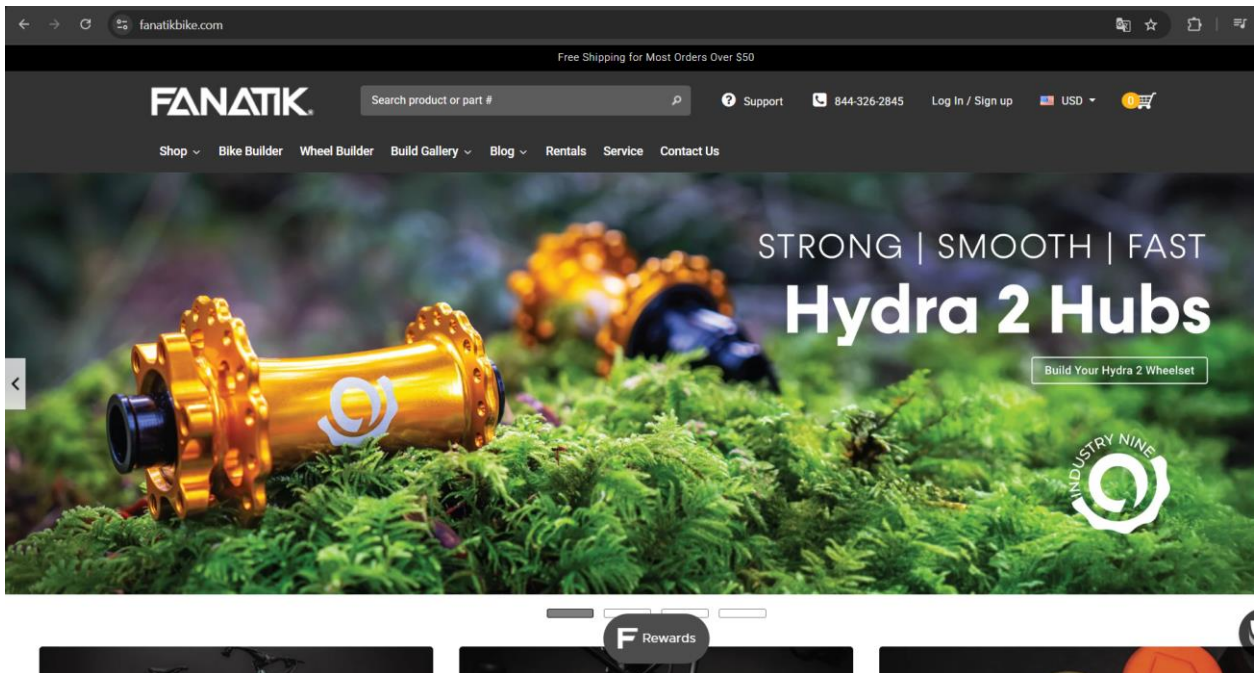 fanatikbike.com
Free Shipping for Most Orders Over $50
FANATIK.
Search product or part #
Support
844-326-2845
Log In / Sign up
USD
0
Shop
Bike Builder
Wheel Builder
Build Gallery
Blog
Rentals
Service
Contact Us
STRONG | SMOOTH | FAST
Hydra 2 Hubs
Build Your Hydra 2 Wheelset
INDUSTRY NINE
F Rewards